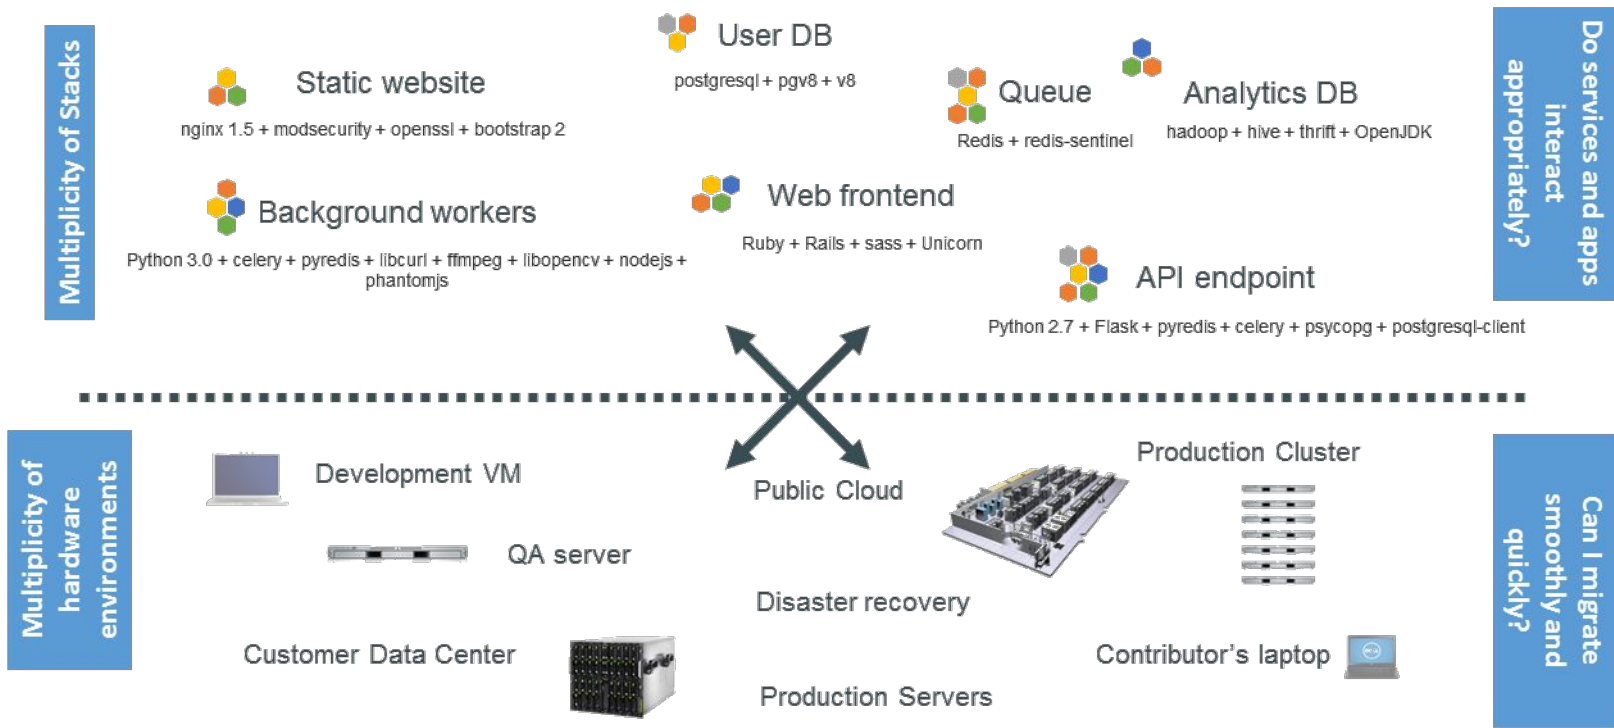 Multiplicity of Stacks
Static website
nginx 1.5 + modsecurity + openssl + bootstrap 2
User DB
postgresql + pgv8 + v8
Queue
Redis + redis-sentinel
Analytics DB
hadoop + hive + thrift + OpenJDK
Do services and apps
interact
appropriately?
Background workers
Python 3.0 + celery + pyredis + libcurl + ffmpeg + libopencv + nodejs +
phantomjs
Web frontend
Ruby + Rails + sass + Unicorn
API endpoint
Python 2.7 + Flask + pyredis + celery + psycopg + postgresql-client
Multiplicity of
hardware
environments
Development VM
QA server
Customer Data Center
Public Cloud
Disaster recovery
Production Servers
Production Cluster
Contributor’s laptop
Can I migrate
smoothly and
quickly?